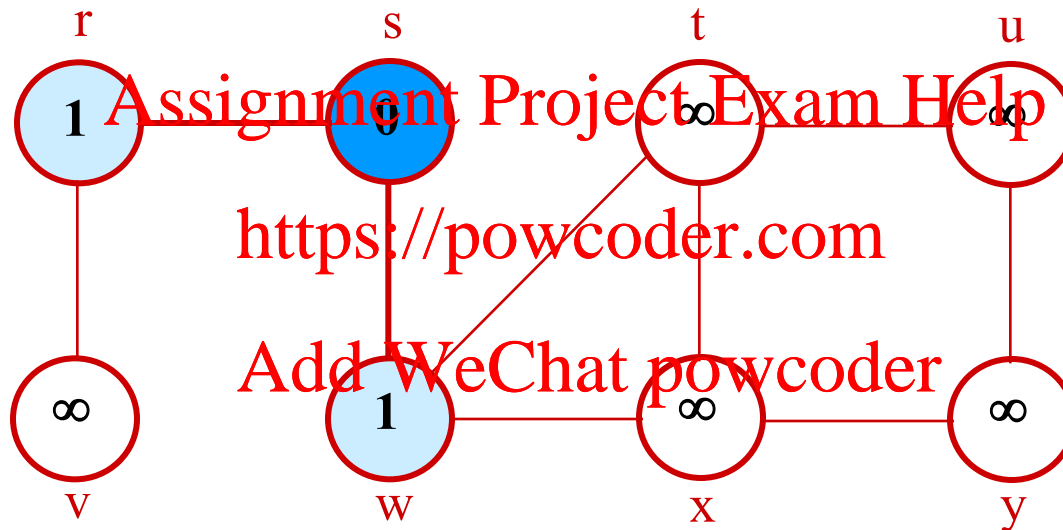 r s t u
1 0 ∞ ∞
Assignment Project Exam Help
https://powcoder.com
Add WeChat powcoder
∞ 1 ∞ ∞
v w x y